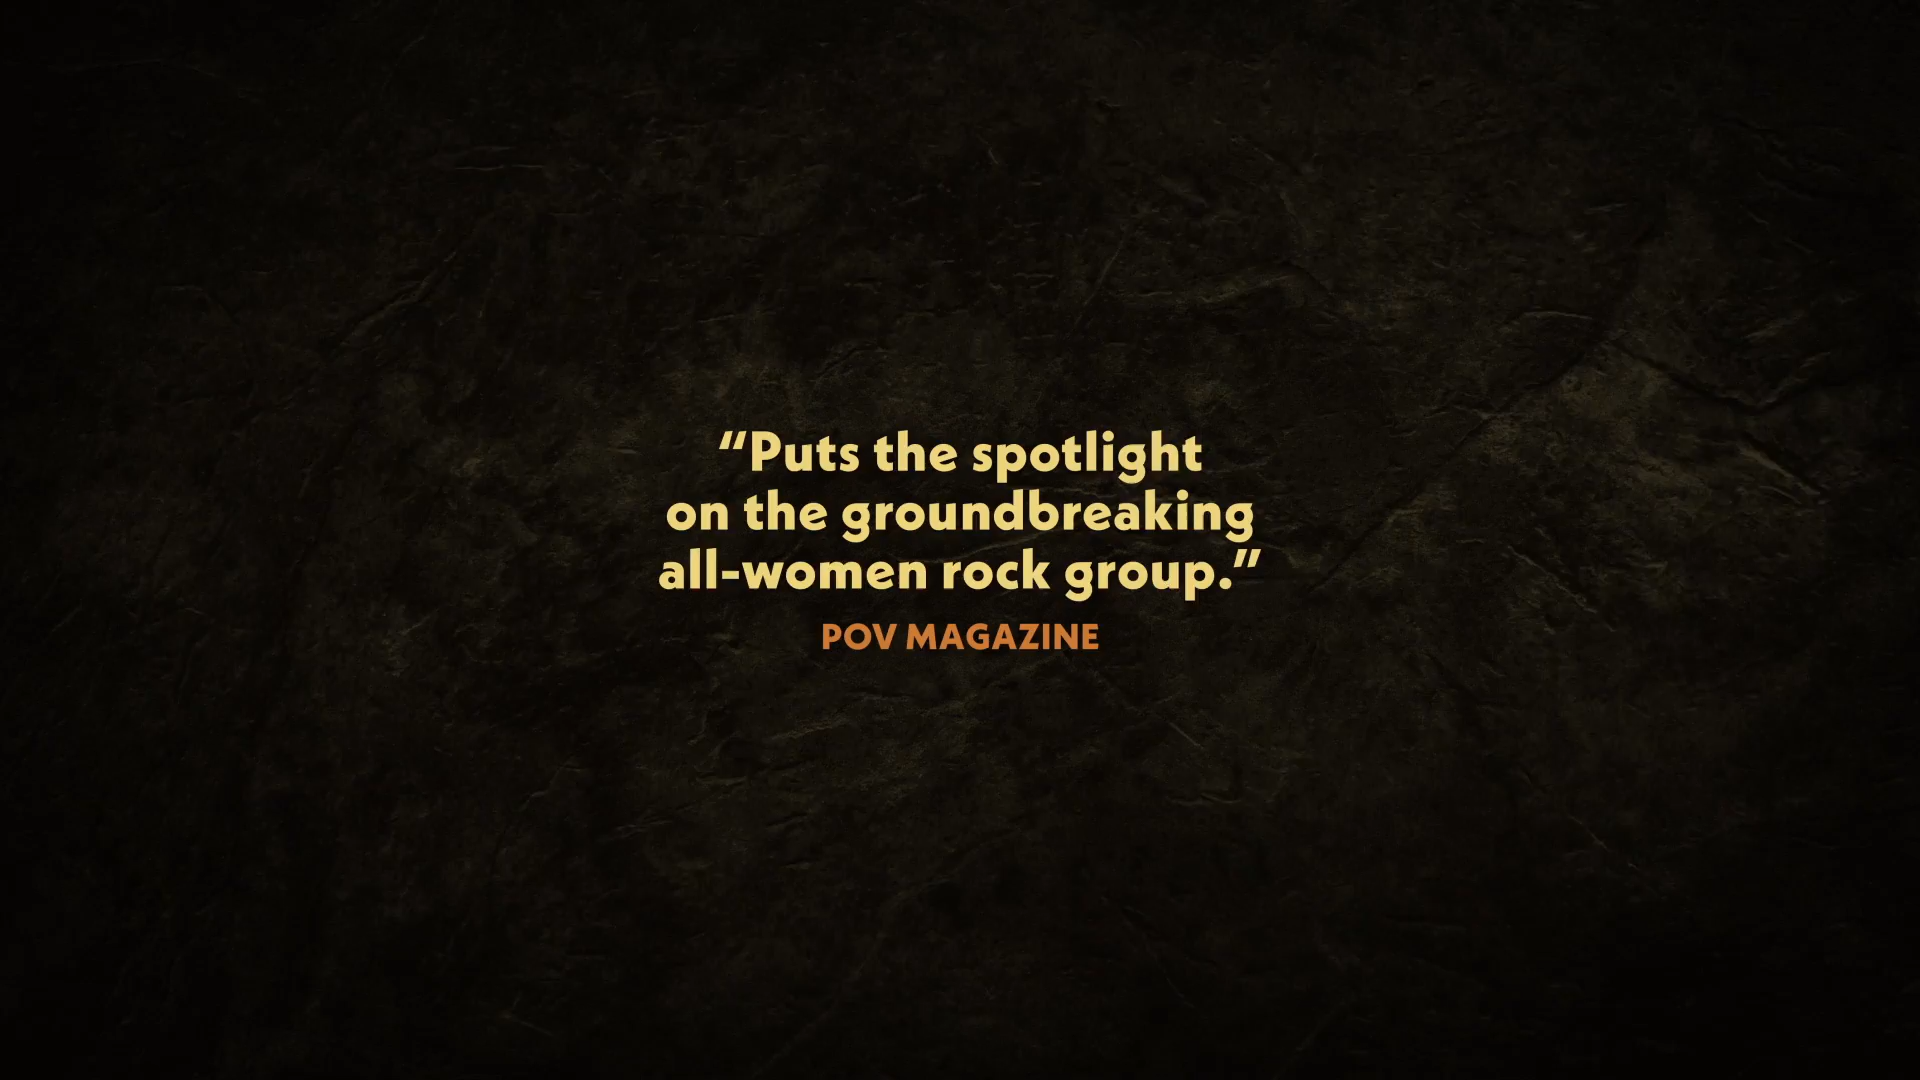 “Puts the spotlight
on the groundbreaking
all-women rock group.”
POV MAGAZINE